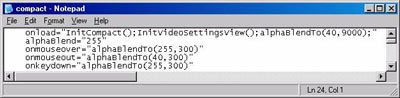 compact - Notepad
File Edit Format View Help
onload="InitCompact();InitVideoSettingsView();alphaBlendTo(40,9000);"
alphaBlend="255"
onmouseover="alphaBlendTo(255,300)"
onmouseout="alphaBlendTo(40,300)"
onkeydown="alphaBlendTo(255,300)"
Ln 24, Col 1